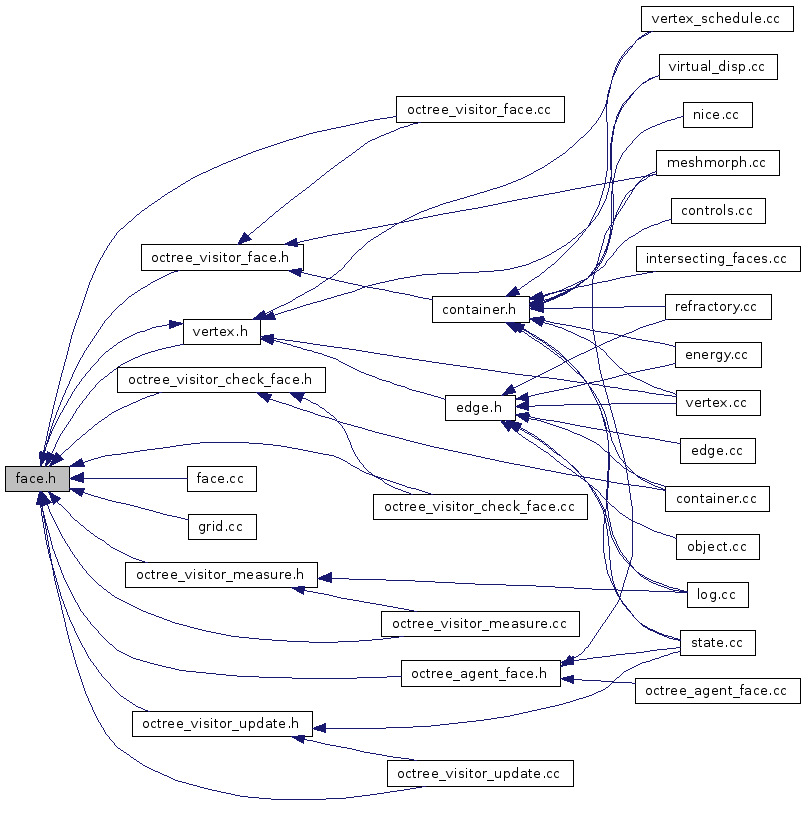 vertex_schedule.cc
virtual_disp.cc
octree_visitor_face.cc
nice.cc
meshmorph.cc
controls.cc
octree_visitor_face.h
intersecting_faces.cc
container.h
refractory.cc
vertex.h
energy.cc
octree_visitor_check_face.h
edge.h
vertex.cc
edge.cc
face.h
face.cc
container.cc
octree_visitor_check_face.cc
grid.cc
object.cc
octree_visitor_measure.h
log.cc
octree_visitor_measure.cc
state.cc
octree_agent_face.h
octree_agent_face.cc
octree_visitor_update.h
octree_visitor_update.cc